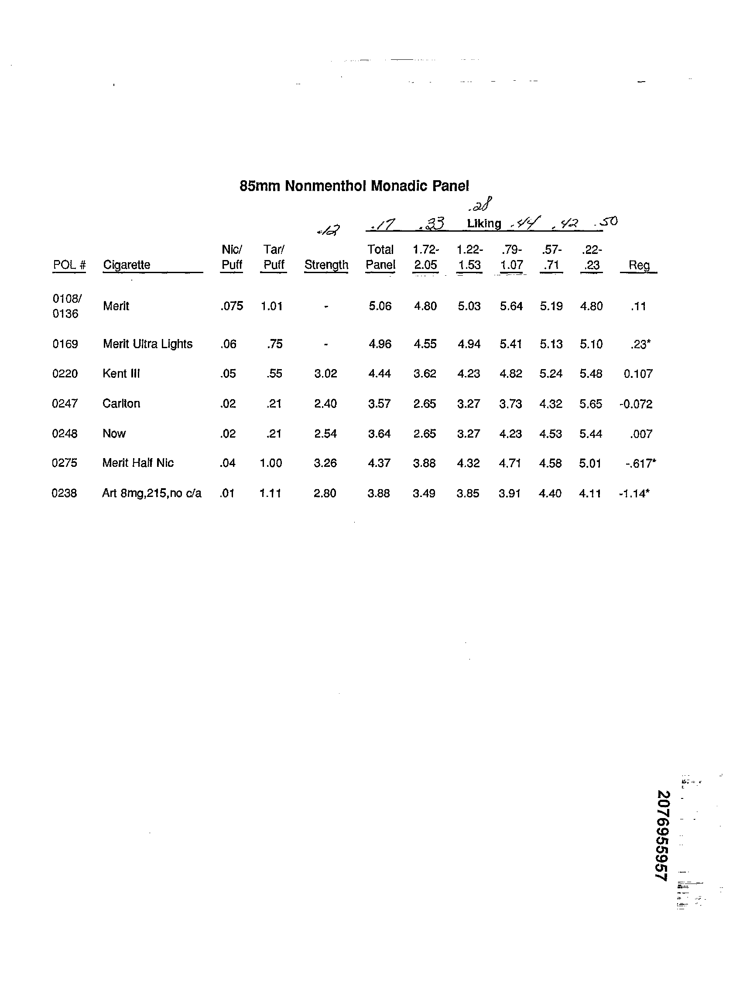 85mm Nonmenthol Monadic Panel
.28
.12 .17 .33 Liking .44 .42 .50
Nic/ Tar/ Total 1.72- 1.22- .79- .57- .22-
POL # Cigarette Puff Puff Strength Panel 2.05 1.53 1.07 .71 .23 Reg
0108/
0136 Merit .075 1.01 - 5.06 4.80 5.03 5.64 5.19 4.80 .11
0169 Merit Ultra Lights .06 .75 - 4.96 4.55 4.94 5.41 5.13 5.10 .23*
0220 Kent III .05 .55 3.02 4.44 3.62 4.23 4.82 5.24 5.48 0.107
0247 Carlton .02 .21 2.40 3.57 2.65 3.27 3.73 4.32 5.65 -0.072
0248 Now .02 .21 2.54 3.64 2.65 3.27 4.23 4.53 5.44 .007
0275 Merit Half Nic .04 1.00 3.26 4.37 3.88 4.32 4.71 4.58 5.01 -.617*
0238 Art 8mg,215,no c/a .01 1.11 2.80 3.88 3.49 3.85 3.91 4.40 4.11 -1.14*
2076955957